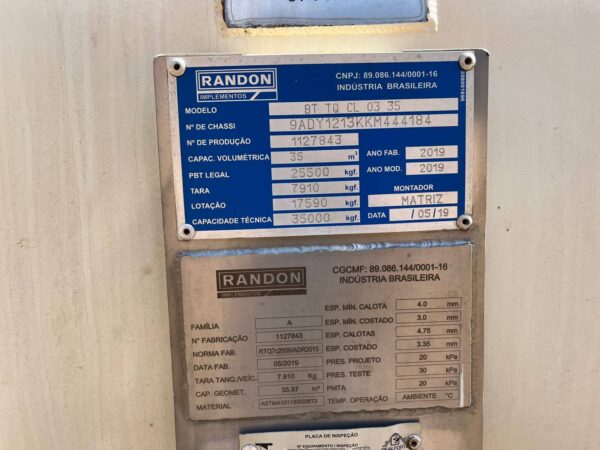 RANDON
IMPLEMENTOS
CNPJ: 89.086.144/0001-16
INDÚSTRIA BRASILEIRA
MODELO BT TQ CL 03 35
Nº DE CHASSI 9ADY1213KKM444184
Nº DE PRODUÇÃO 1127843
CAPAC. VOLUMÉTRICA 35 m³ ANO FAB. 2019
PBT LEGAL 25500 kgf. ANO MOD. 2019
TARA 7910 kgf. MONTADOR
LOTAÇÃO 17590 kgf. MATRIZ
CAPACIDADE TÉCNICA 35000 kgf. DATA /05/19
RANDON
IMPLEMENTOS
CGCMF: 89.086.144/0001-16
INDÚSTRIA BRASILEIRA
FAMÍLIA A
Nº FABRICAÇÃO 1127843
NORMA FAB. RTQ7c2009/ADR2015
DATA FAB. 05/2019
TARA TANQ./VEÍC. 7.910 Kg
CAP. GEOMET. 35.67 m³
MATERIAL
ESP. MÍN. CALOTA 4.0 mm
ESP. MÍN. COSTADO 3.0 mm
ESP. CALOTAS 4.75 mm
ESP. COSTADO 3.35 mm
PRES. PROJETO 20 kPa
PRES. TESTE 30 kPa
PMTA 20 kPa
TEMP. OPERAÇÃO AMBIENTE °C
PLACA DE INSPEÇÃO
Nº EQUIPAMENTO / INSPEÇÃO